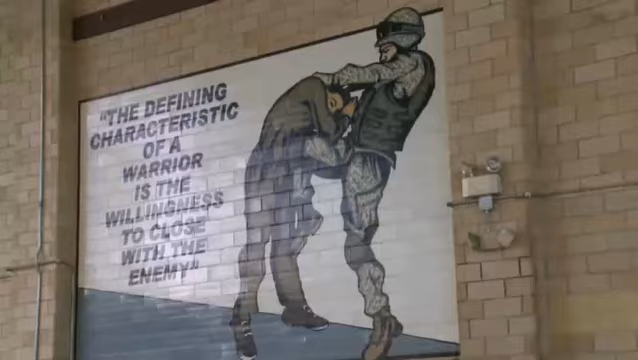 "THE DEFINING
CHARACTERISTIC
OF A
WARRIOR
IS THE
WILLINGNESS
TO CLOSE
WITH THE
ENEMY"